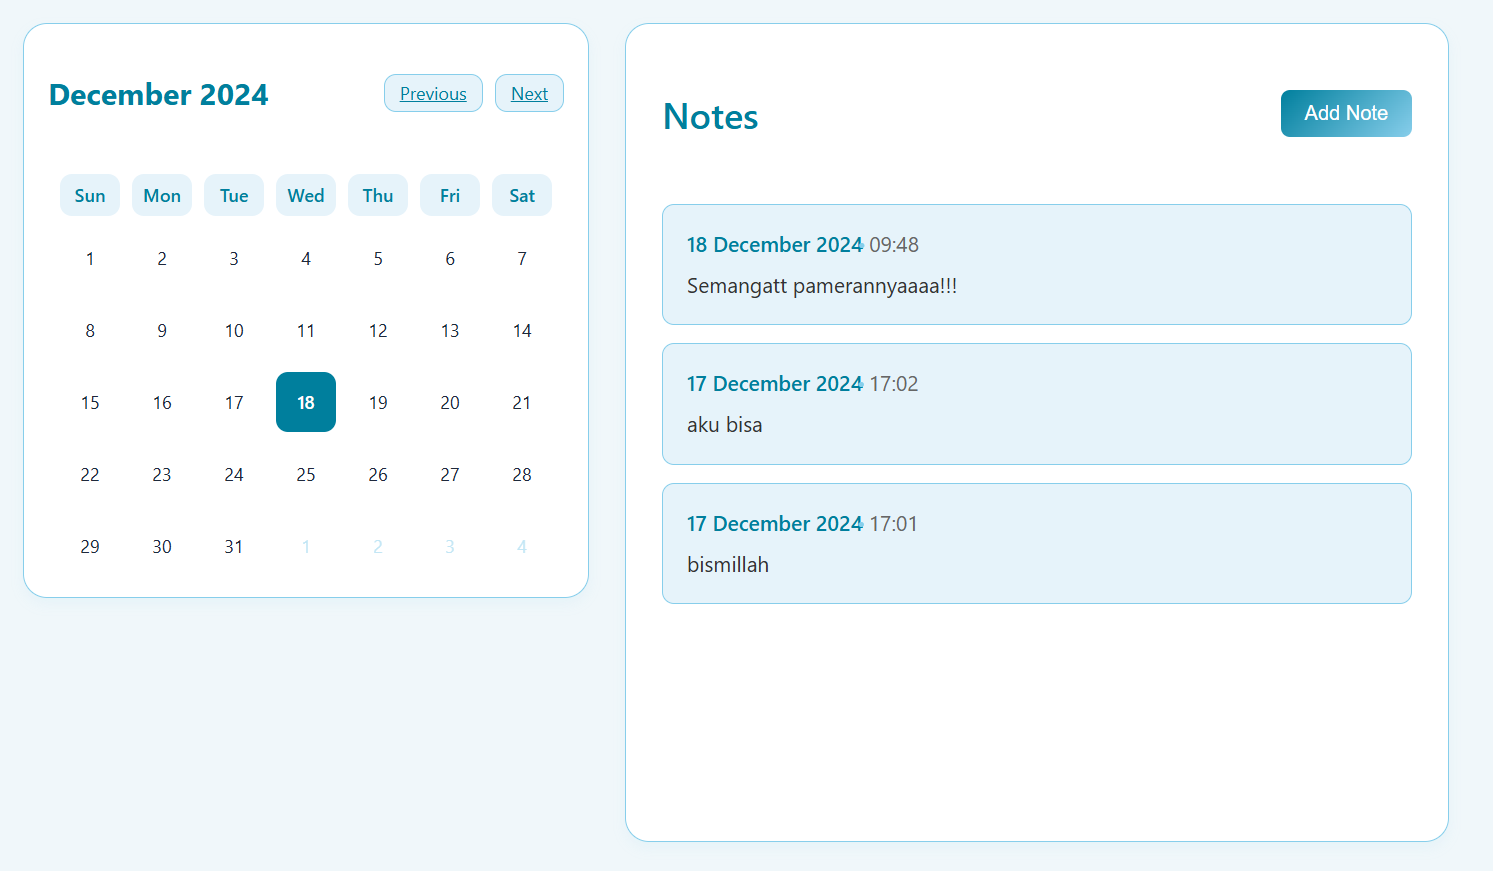 December 2024
Previous Next
Sun Mon Tue Wed Thu Fri Sat
1 2 3 4 5 6 7
8 9 10 11 12 13 14
15 16 17 18 19 20 21
22 23 24 25 26 27 28
29 30 31 1 2 3 4
Notes
Add Note
18 December 2024 09:48
Semangatt pamerannyaaaa!!!
17 December 2024 17:02
aku bisa
17 December 2024 17:01
bismillah